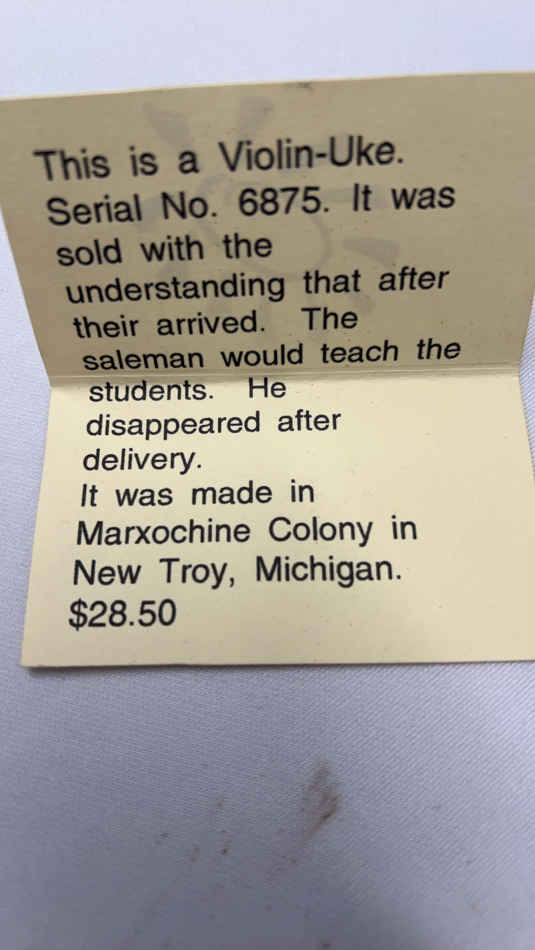 This is a Violin-Uke.
Serial No. 6875. It was
sold with the
understanding that after
their arrived. The
saleman would teach the
students. He
disappeared after
delivery.
It was made in
Marxochine Colony in
New Troy, Michigan.
$28.50